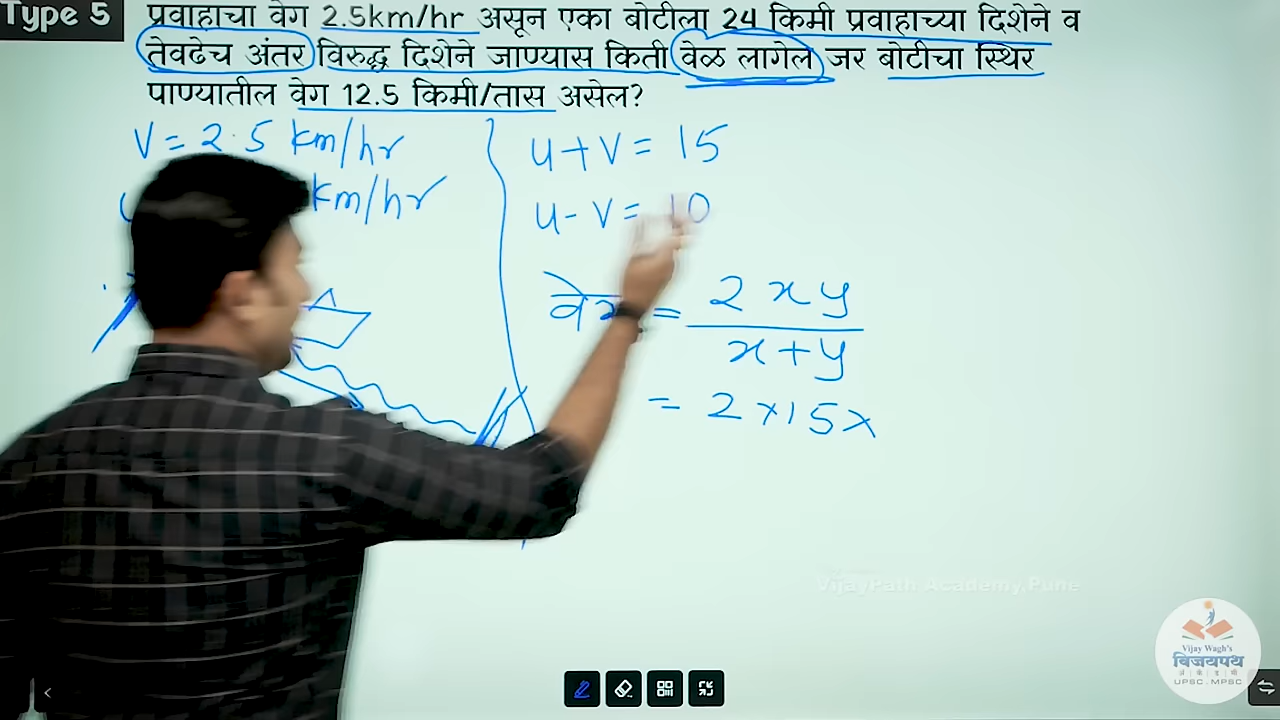 Type 5
प्रवाहाचा वेग 2.5km/hr असून एका बोटीला 24 किमी प्रवाहाच्या दिशेने व
तेवढेच अंतर विरुद्ध दिशेने जाण्यास किती वेळ लागेल जर बोटीचा स्थिर
पाण्यातील वेग 12.5 किमी/तास असेल?
v = 2.5 km/hr
km/hr
u+v = 15
u-v = 10
= 2xy
x+y
= 2×15×
VijayPath Academy,Pune
Vijay Wagh's
विजयपथ
UPSC . MPSC